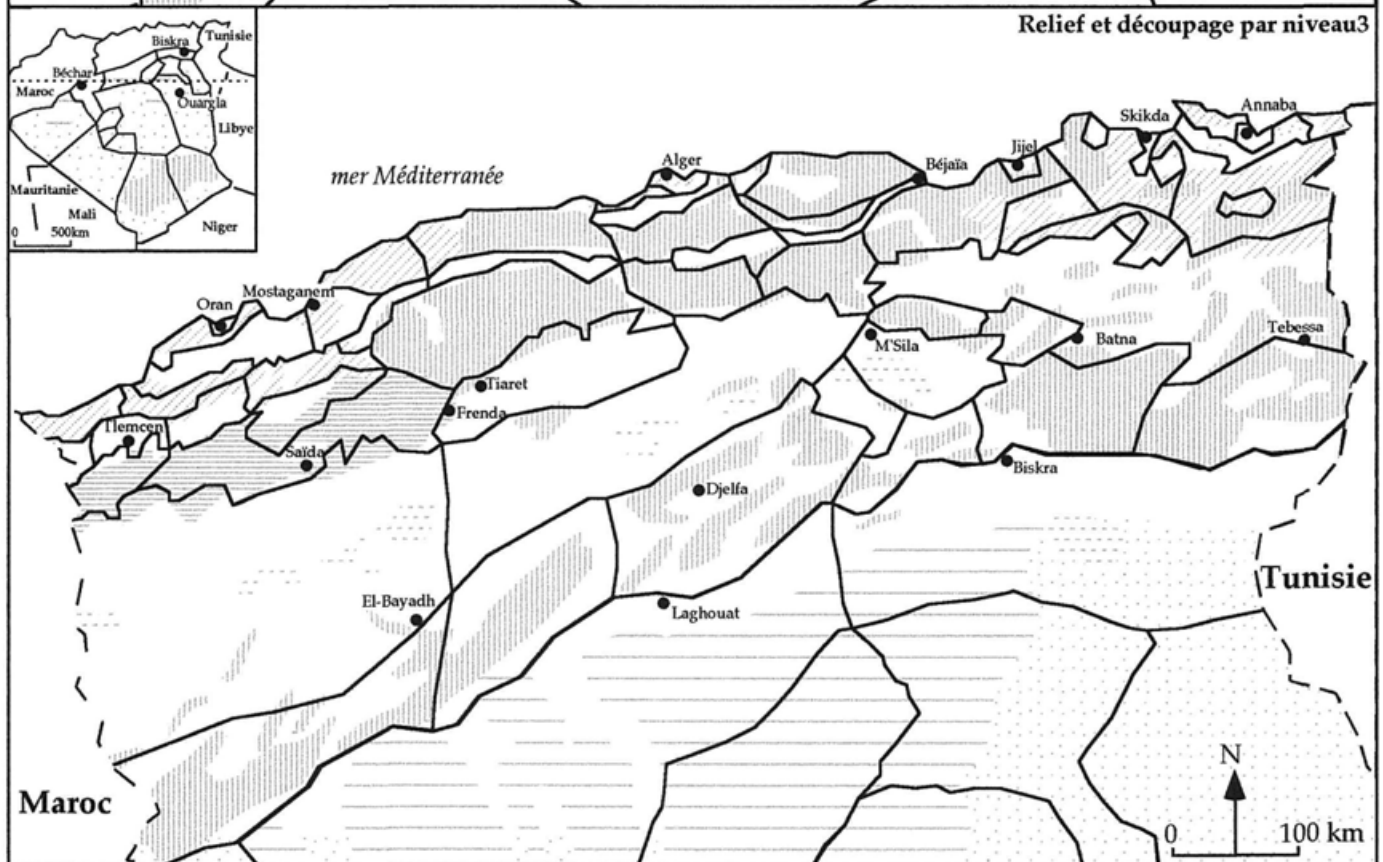 Relief et découpage par niveau3
Biskra
Tunisie
Béchar
Maroc
Ouargla
Libye
Mauritanie
Mali
Niger
0 500km
mer Méditerranée
Alger
Béjaïa
Jijel
Skikda
Annaba
Oran
Mostaganem
M'Sila
Batna
Tebessa
Tiaret
Frenda
Tlemcen
Saïda
Biskra
Djelfa
El-Bayadh
Laghouat
Tunisie
Maroc
N
0 100 km